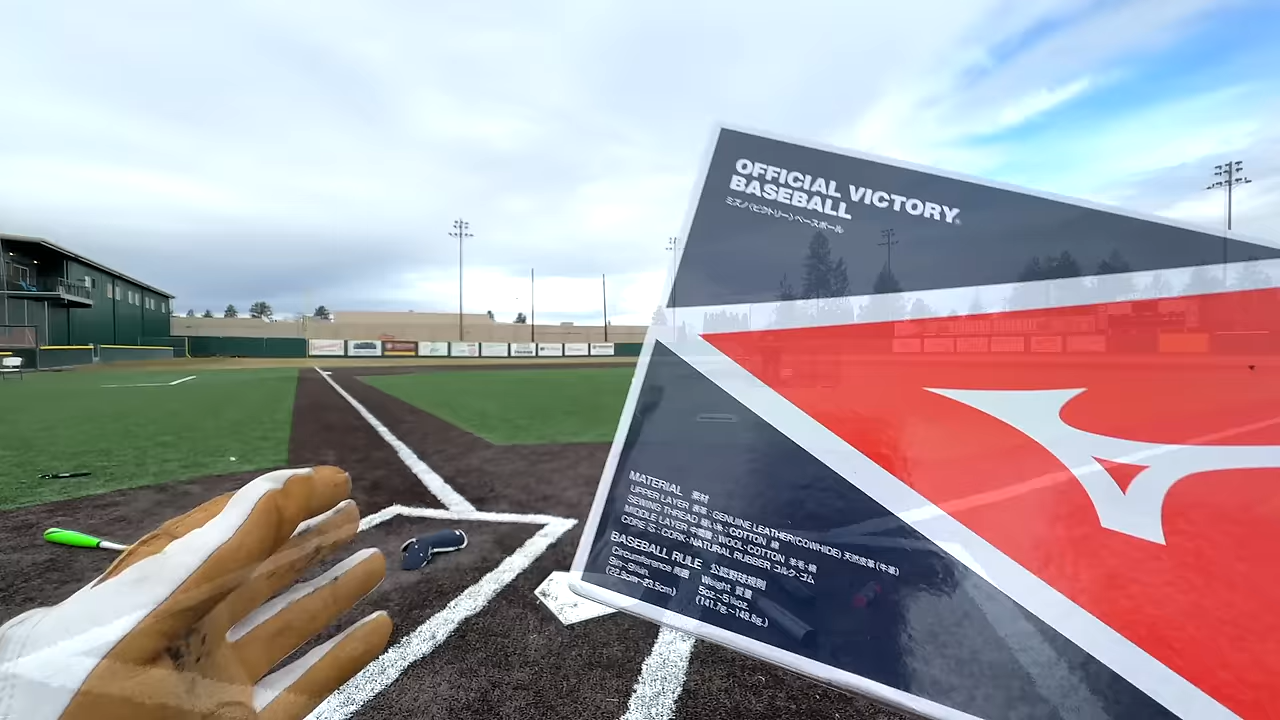 OFFICIAL VICTORY
BASEBALL
ミズノ〈ビクトリー〉ベースボール
MATERIAL 素材
UPPER LAYER 表革：GENUINE LEATHER(COWHIDE) 天然皮革（牛革）
SEWING THREAD 縫い糸：COTTON 綿
MIDDLE LAYER 中間層：WOOL・COTTON 羊毛・綿
CORE 芯：CORK・NATURAL RUBBER コルク・ゴム
BASEBALL RULE 公認野球規則
Circumference 円周 Weight 質量
9in~9¼in. 5oz.~5¼oz.
(22.9cm~23.5cm) (141.7g.~148.8g.)